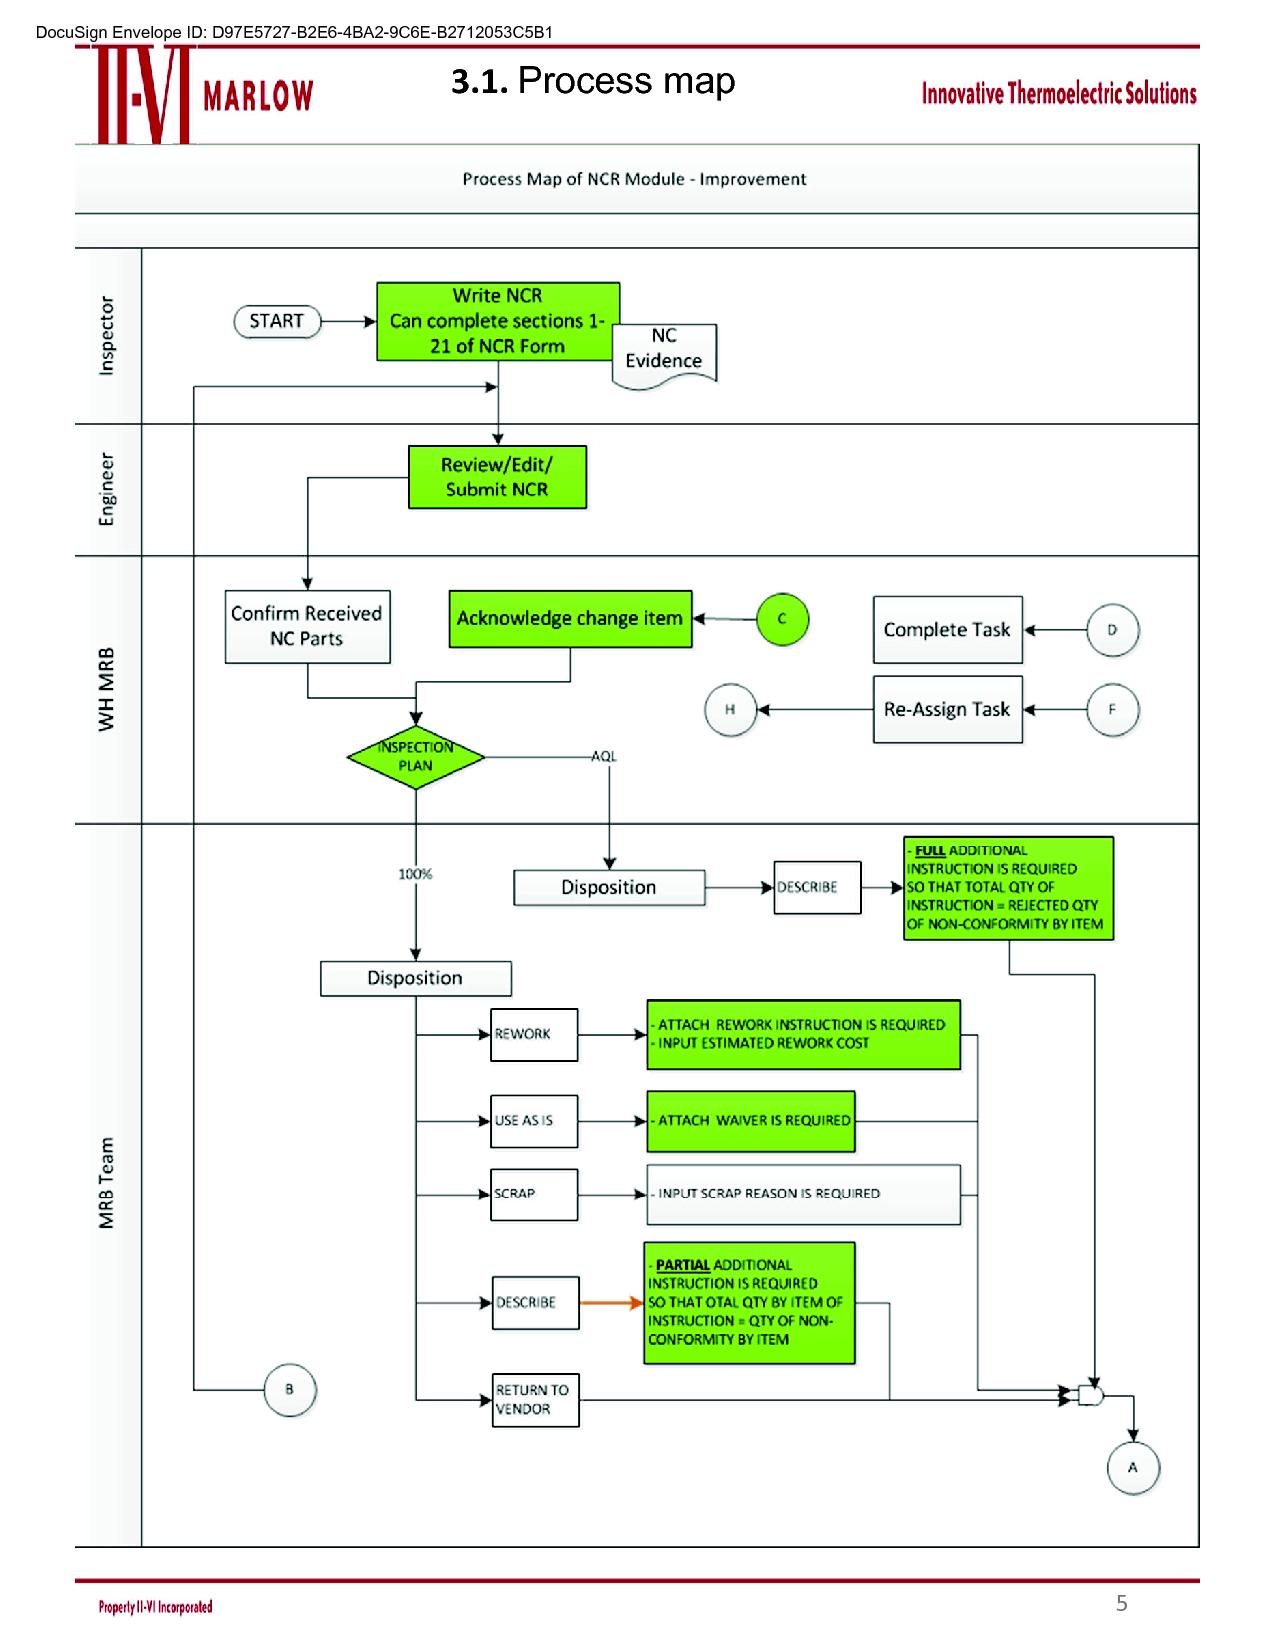 DocuSign Envelope ID: D97E5727-B2E6-4BA2-9C6E-B2712053C5B1
II-VI MARLOW
3.1. Process map
Innovative Thermoelectric Solutions
Process Map of NCR Module - Improvement
Inspector
START
Write NCR
Can complete sections 1-
21 of NCR Form
NC
Evidence
Engineer
Review/Edit/
Submit NCR
WH MRB
Confirm Received
NC Parts
Acknowledge change item
C
Complete Task
D
H
Re-Assign Task
F
INSPECTION
PLAN
AQL
MRB Team
100%
Disposition
DESCRIBE
- FULL ADDITIONAL
INSTRUCTION IS REQUIRED
SO THAT TOTAL QTY OF
INSTRUCTION = REJECTED QTY
OF NON-CONFORMITY BY ITEM
Disposition
REWORK
- ATTACH REWORK INSTRUCTION IS REQUIRED
- INPUT ESTIMATED REWORK COST
USE AS IS
- ATTACH WAIVER IS REQUIRED
SCRAP
- INPUT SCRAP REASON IS REQUIRED
DESCRIBE
- PARTIAL ADDITIONAL
INSTRUCTION IS REQUIRED
SO THAT OTAL QTY BY ITEM OF
INSTRUCTION = QTY OF NON-
CONFORMITY BY ITEM
B
RETURN TO
VENDOR
A
Property II-VI Incorporated
5